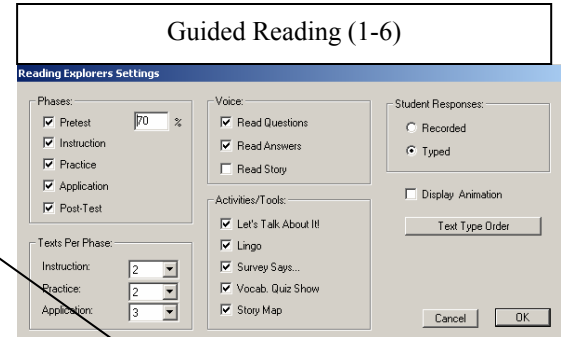 Guided Reading (1-6)
Reading Explorers Settings
Phases:
Pretest 70 %
Instruction
Practice
Application
Post-Test
Texts Per Phase:
Instruction: 2
Practice: 2
Application: 3
Voice:
Read Questions
Read Answers
Read Story
Activities/Tools:
Let's Talk About It!
Lingo
Survey Says...
Vocab. Quiz Show
Story Map
Student Responses:
Recorded
Typed
Display Animation
Text Type Order
Cancel OK